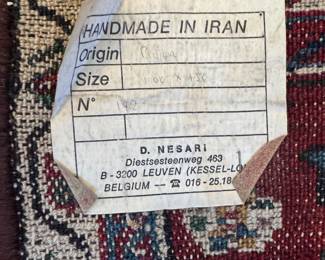 HANDMADE IN IRAN
Origin
Size
N°
D. NESARI
Diestsesteenweg 463
B - 3200 LEUVEN (KESSEL-LO
BELGIUM — ☎ 016 - 25.18